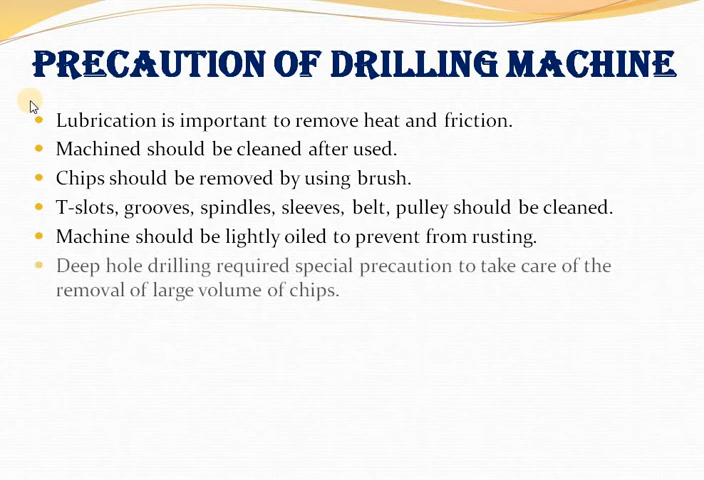 PRECAUTION OF DRILLING MACHINE
Lubrication is important to remove heat and friction.
Machined should be cleaned after used.
Chips should be removed by using brush.
T-slots, grooves, spindles, sleeves, belt, pulley should be cleaned.
Machine should be lightly oiled to prevent from rusting.
Deep hole drilling required special precaution to take care of the
removal of large volume of chips.